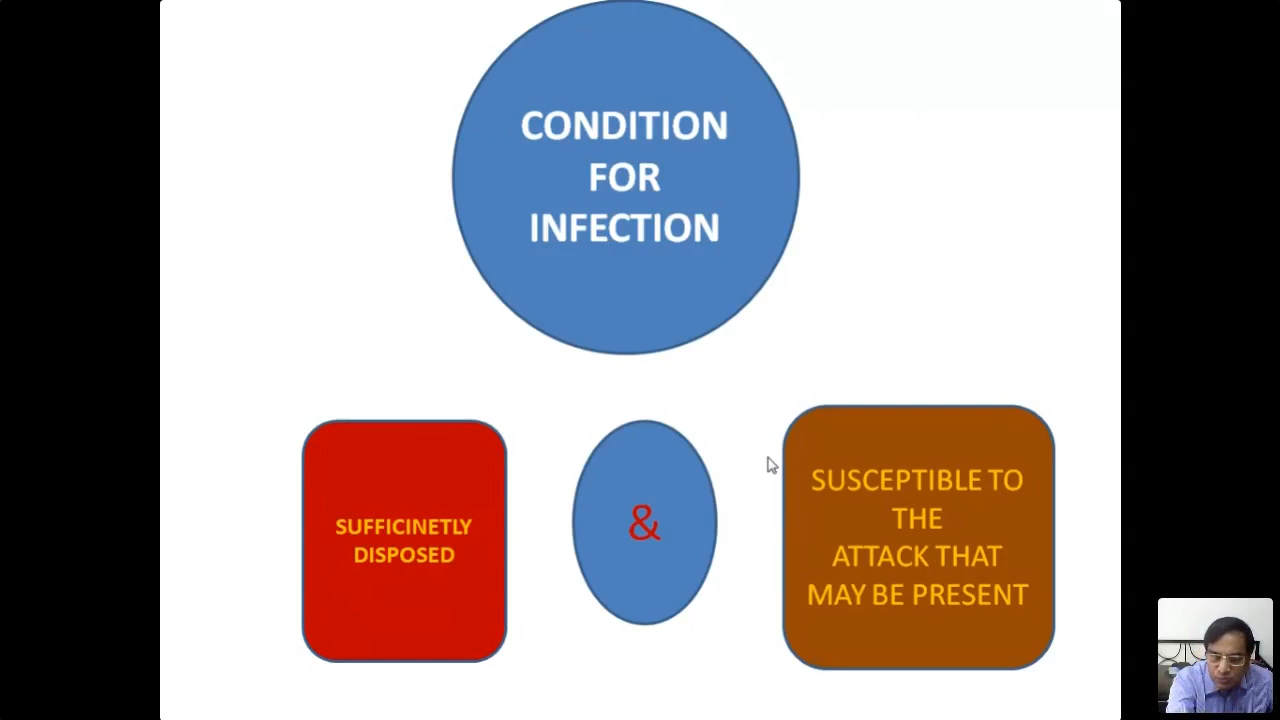 CONDITION
FOR
INFECTION
SUFFICINETLY
DISPOSED
&
SUSCEPTIBLE TO
THE
ATTACK THAT
MAY BE PRESENT